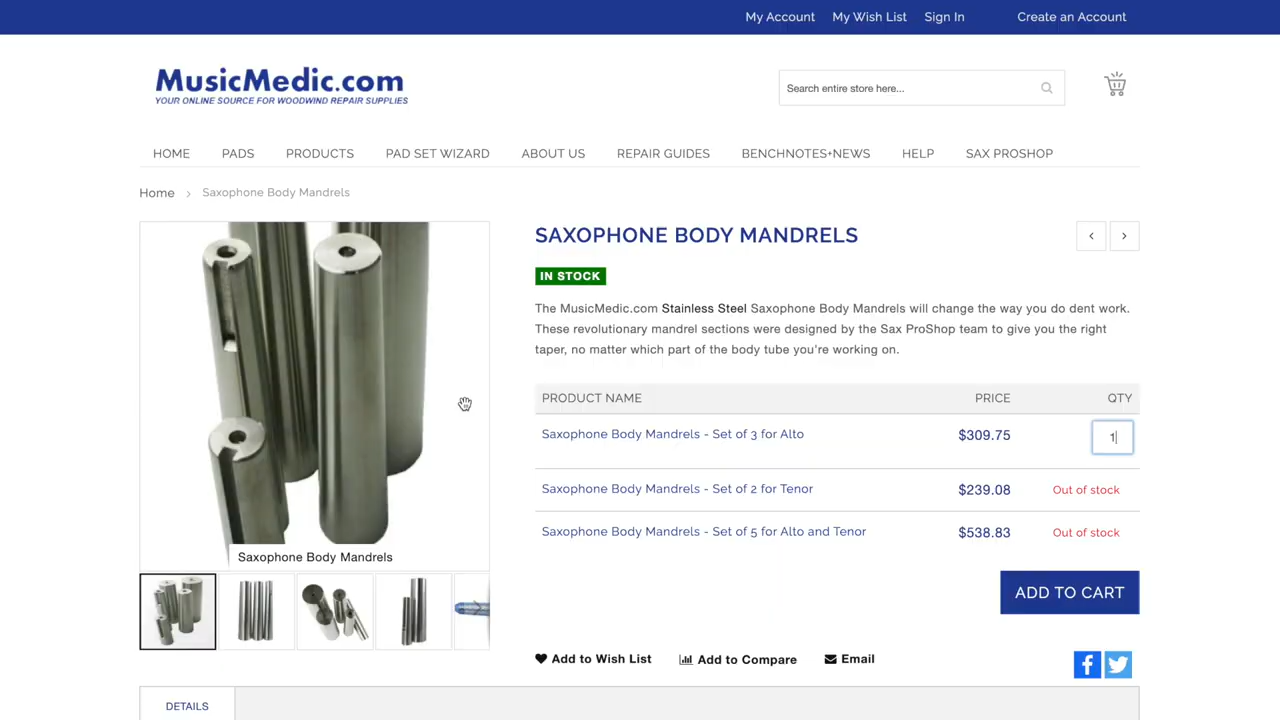 My Account My Wish List Sign In Create an Account
MusicMedic.com
YOUR ONLINE SOURCE FOR WOODWIND REPAIR SUPPLIES
Search entire store here...
HOME PADS PRODUCTS PAD SET WIZARD ABOUT US REPAIR GUIDES BENCHNOTES+NEWS HELP SAX PROSHOP
Home › Saxophone Body Mandrels
SAXOPHONE BODY MANDRELS
IN STOCK
The MusicMedic.com Stainless Steel Saxophone Body Mandrels will change the way you do dent work.
These revolutionary mandrel sections were designed by the Sax ProShop team to give you the right
taper, no matter which part of the body tube you're working on.
PRODUCT NAME PRICE QTY
Saxophone Body Mandrels - Set of 3 for Alto $309.75 1
Saxophone Body Mandrels - Set of 2 for Tenor $239.08 Out of stock
Saxophone Body Mandrels - Set of 5 for Alto and Tenor $538.83 Out of stock
Saxophone Body Mandrels
ADD TO CART
Add to Wish List Add to Compare Email
DETAILS